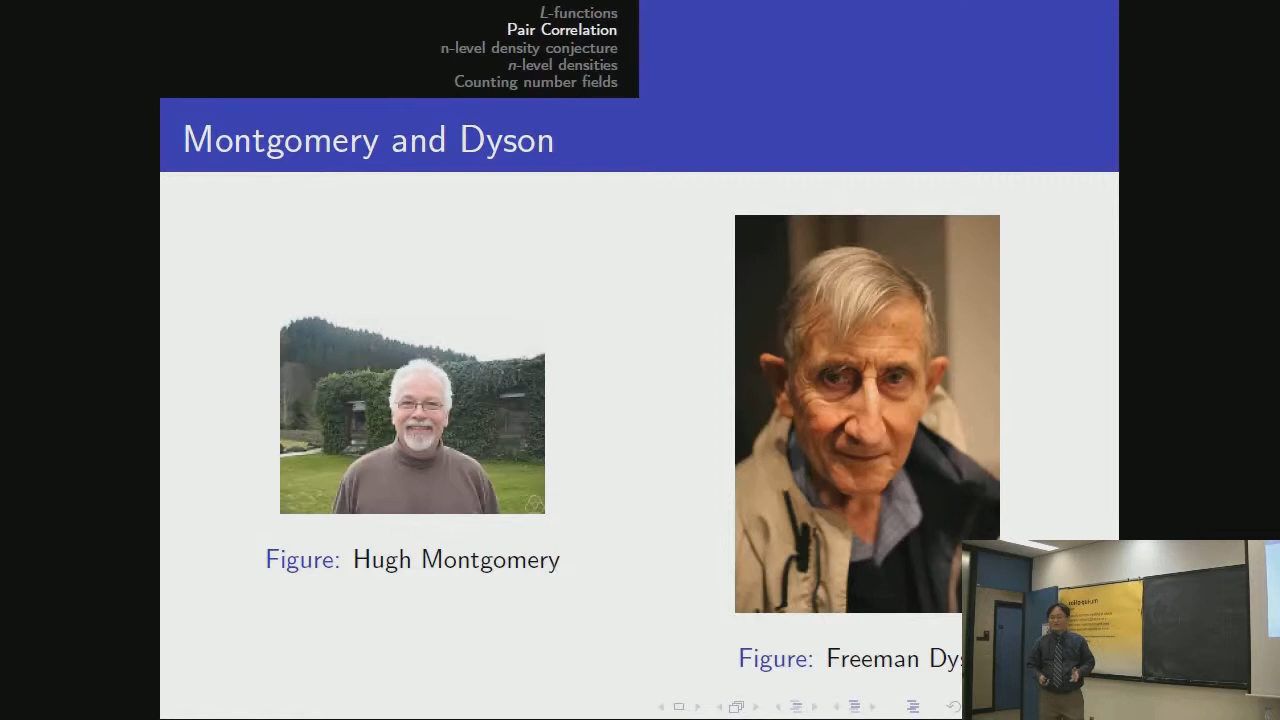 L-functions
Pair Correlation
n-level density conjecture
n-level densities
Counting number fields
Montgomery and Dyson
Figure: Hugh Montgomery
Figure: Freeman Dys